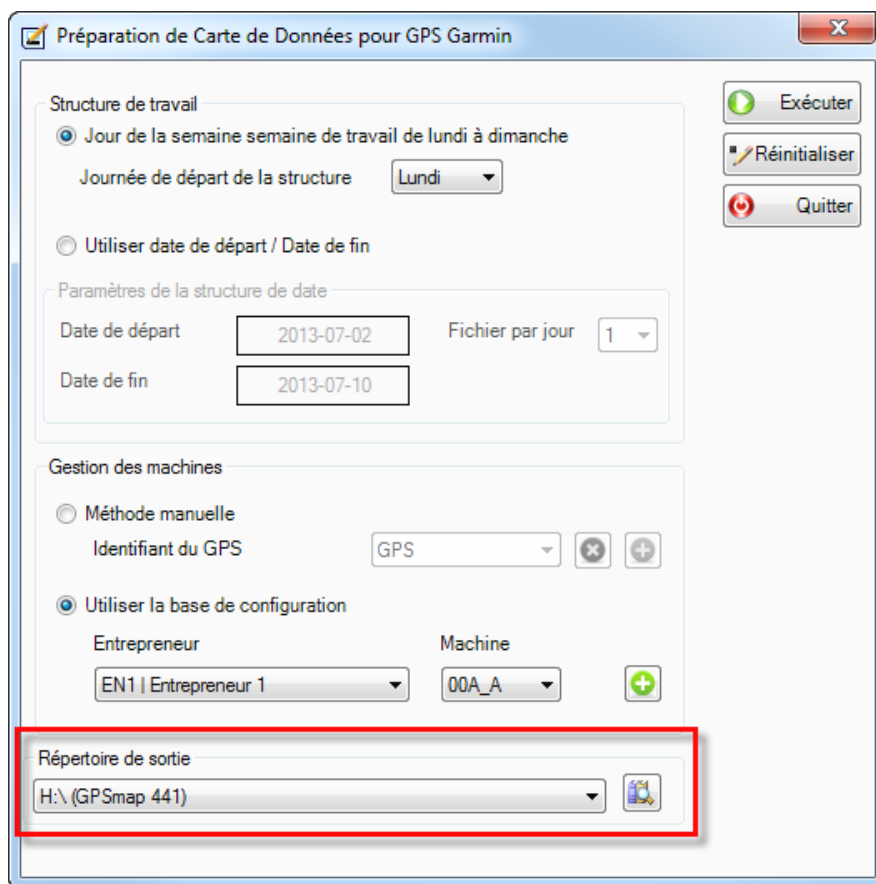 Préparation de Carte de Données pour GPS Garmin
Structure de travail
Jour de la semaine semaine de travail de lundi à dimanche
Journée de départ de la structure Lundi
Utiliser date de départ / Date de fin
Paramètres de la structure de date
Date de départ 2013-07-02 Fichier par jour 1
Date de fin 2013-07-10
Exécuter
Réinitialiser
Quitter
Gestion des machines
Méthode manuelle
Identifiant du GPS GPS
Utiliser la base de configuration
Entrepreneur Machine
EN1 | Entrepreneur 1 00A_A
Répertoire de sortie
H:\ (GPSmap 441)